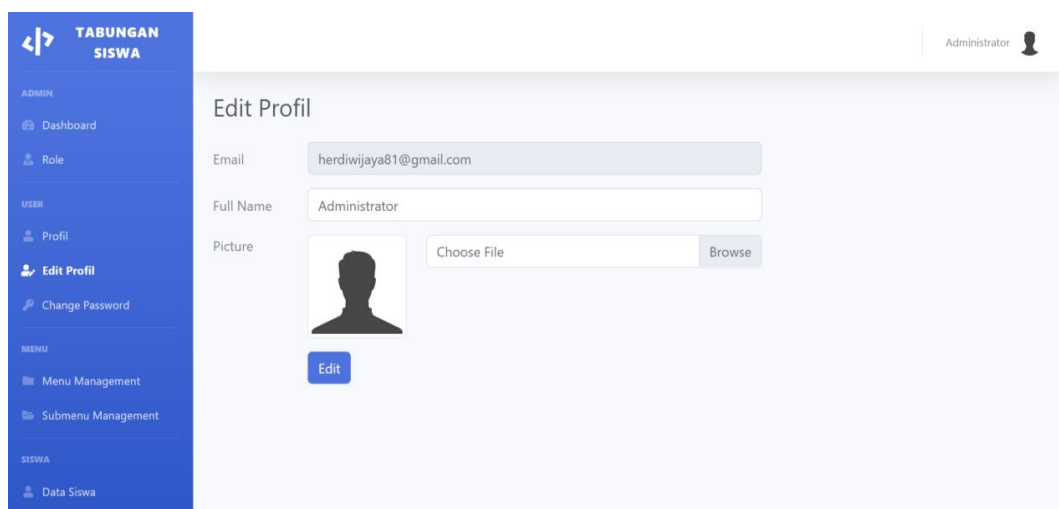 TABUNGAN
SISWA
Administrator
ADMIN
Dashboard
Role
USER
Profil
Edit Profil
Change Password
MENU
Menu Management
Submenu Management
SISWA
Data Siswa
Edit Profil
Email herdiwijaya81@gmail.com
Full Name Administrator
Picture Choose File Browse
Edit